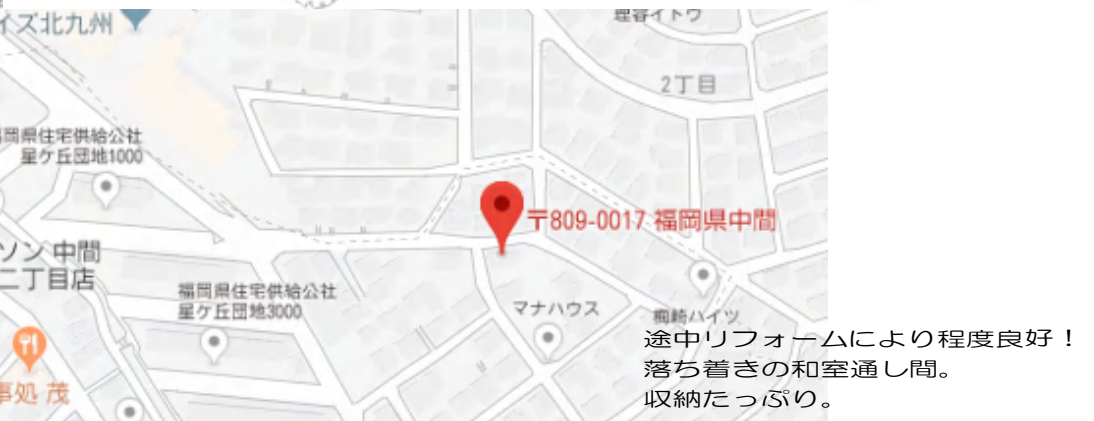 イズ北九州
理容イトウ
2丁目
岡県住宅供給公社
星ケ丘団地1000
〒809-0017 福岡県中間
ソン 中間
二丁目店
福岡県住宅供給公社
星ケ丘団地3000
マナハウス
梅崎ハイツ
途中リフォームにより程度良好！
落ち着きの和室通し間。
収納たっぷり。
事処 茂